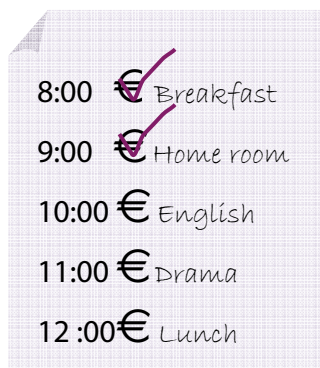 8:00 € Breakfast
9:00 € Home room
10:00 € English
11:00 € Drama
12 :00 € Lunch